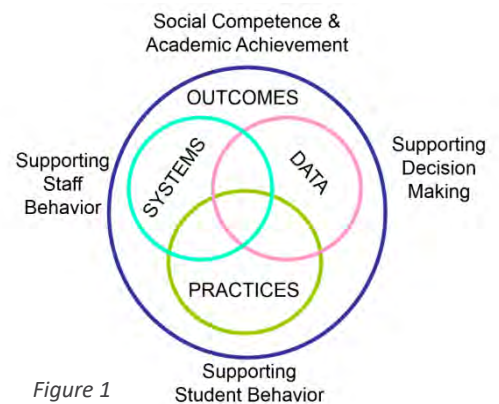 Social Competence &
Academic Achievement
OUTCOMES
Supporting
Staff
Behavior
SYSTEMS
DATA
Supporting
Decision
Making
PRACTICES
Supporting
Student Behavior
Figure 1